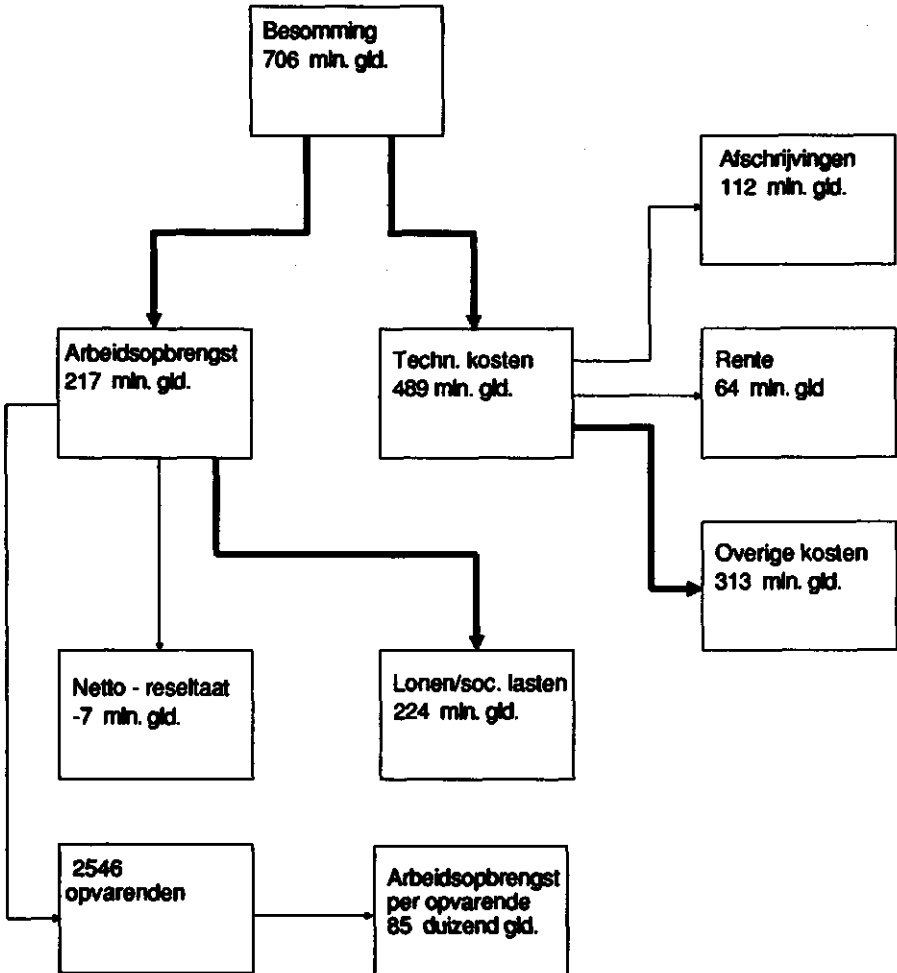 Besomming
706 mln. gld.
Afschrijvingen
112 mln. gld.
Arbeidsopbrengst
217 mln. gld.
Techn. kosten
489 mln. gld.
Rente
64 mln. gld
Overige kosten
313 mln. gld.
Netto - reseltaat
-7 mln. gld.
Lonen/soc. lasten
224 mln. gld.
2546
opvarenden
Arbeidsopbrengst
per opvarende
85 duizend gld.